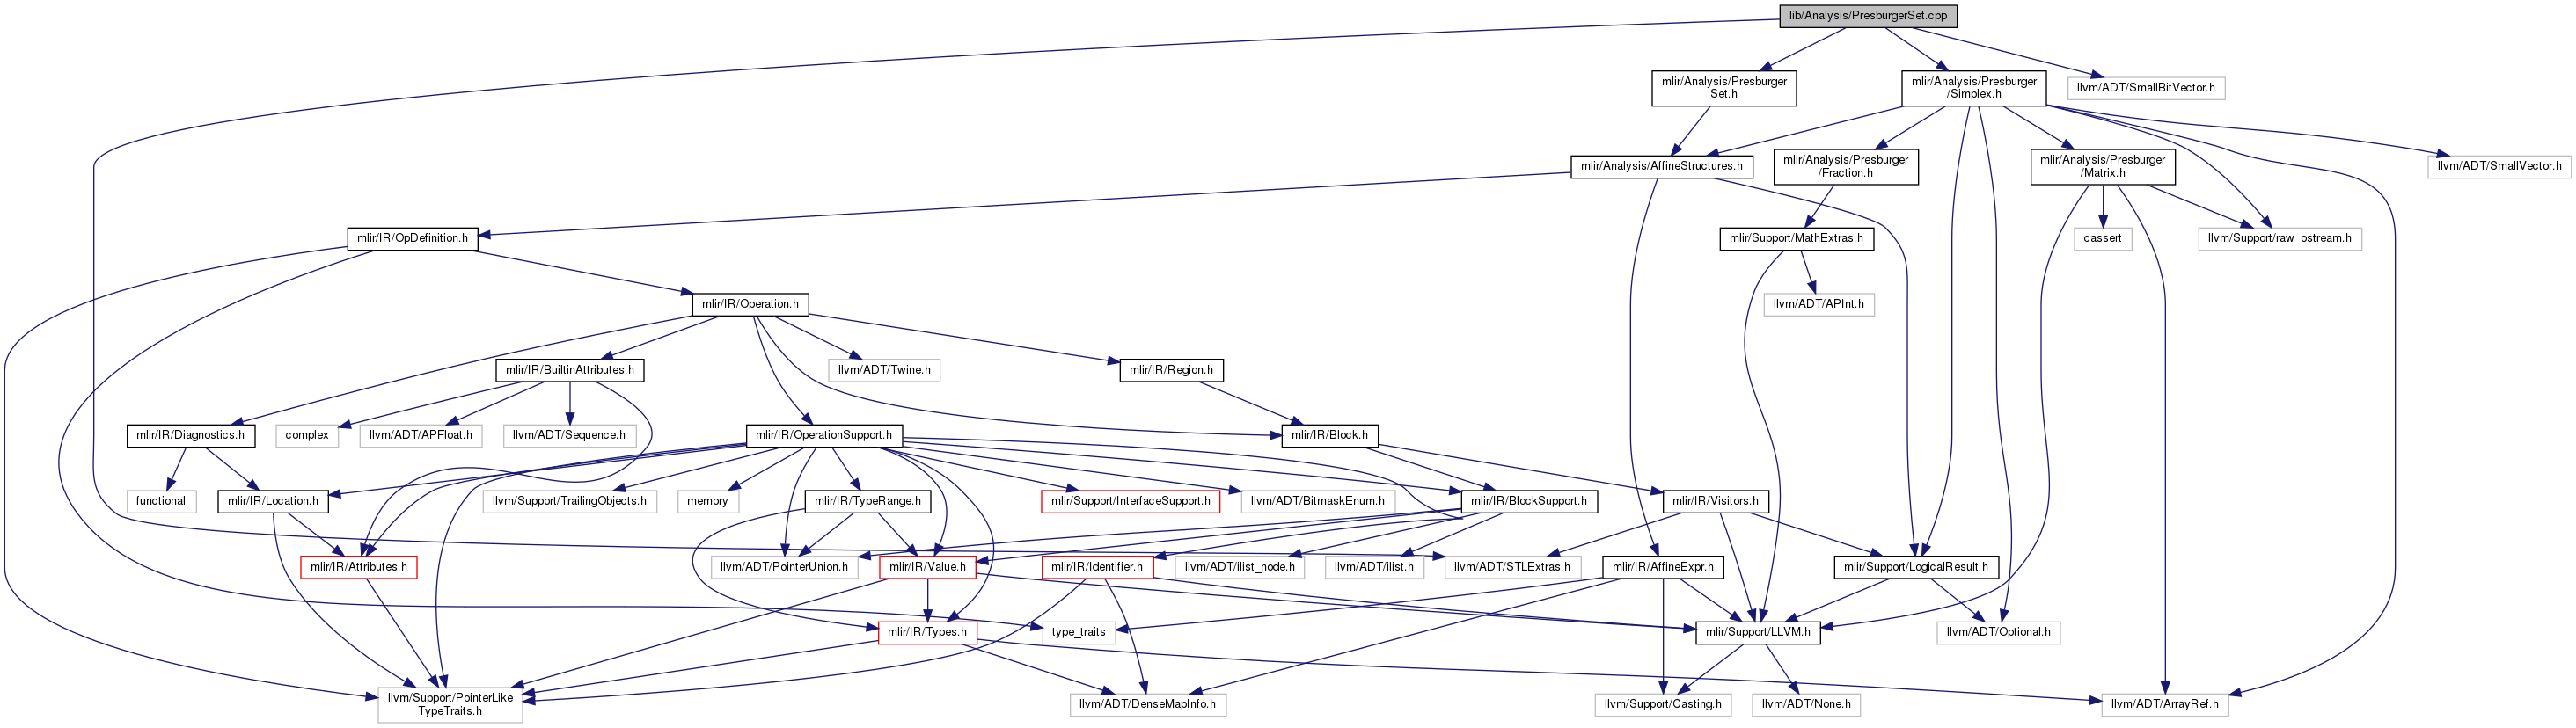 lib/Analysis/PresburgerSet.cpp
mlir/Analysis/Presburger
Set.h
mlir/Analysis/Presburger
/Simplex.h
llvm/ADT/SmallBitVector.h
mlir/Analysis/AffineStructures.h
mlir/Analysis/Presburger
/Fraction.h
mlir/Analysis/Presburger
/Matrix.h
llvm/ADT/SmallVector.h
mlir/IR/OpDefinition.h
mlir/Support/MathExtras.h
cassert
llvm/Support/raw_ostream.h
mlir/IR/Operation.h
llvm/ADT/APInt.h
mlir/IR/BuiltinAttributes.h
llvm/ADT/Twine.h
mlir/IR/Region.h
mlir/IR/Diagnostics.h
complex
llvm/ADT/APFloat.h
llvm/ADT/Sequence.h
mlir/IR/OperationSupport.h
mlir/IR/Block.h
functional
mlir/IR/Location.h
llvm/Support/TrailingObjects.h
memory
mlir/IR/TypeRange.h
mlir/Support/InterfaceSupport.h
llvm/ADT/BitmaskEnum.h
mlir/IR/BlockSupport.h
mlir/IR/Visitors.h
mlir/IR/Attributes.h
llvm/ADT/PointerUnion.h
mlir/IR/Value.h
mlir/IR/Identifier.h
llvm/ADT/ilist_node.h
llvm/ADT/ilist.h
llvm/ADT/STLExtras.h
mlir/IR/AffineExpr.h
mlir/Support/LogicalResult.h
mlir/IR/Types.h
type_traits
mlir/Support/LLVM.h
llvm/ADT/Optional.h
llvm/Support/PointerLike
TypeTraits.h
llvm/ADT/DenseMapInfo.h
llvm/Support/Casting.h
llvm/ADT/None.h
llvm/ADT/ArrayRef.h